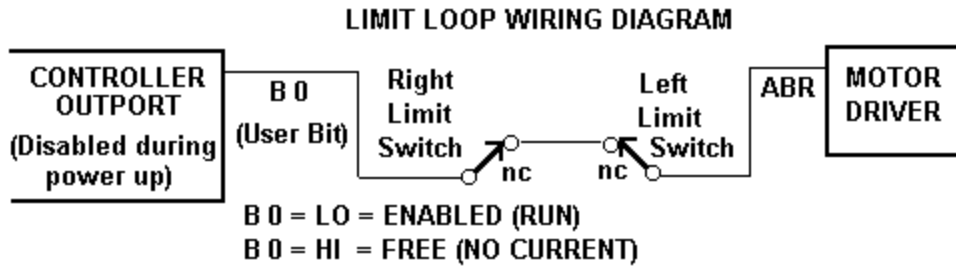 LIMIT LOOP WIRING DIAGRAM
CONTROLLER
OUTPORT
(Disabled during
power up)
B 0
(User Bit)
Right
Limit
Switch
nc
nc
Left
Limit
Switch
ABR
MOTOR
DRIVER
B 0 = LO = ENABLED (RUN)
B 0 = HI = FREE (NO CURRENT)